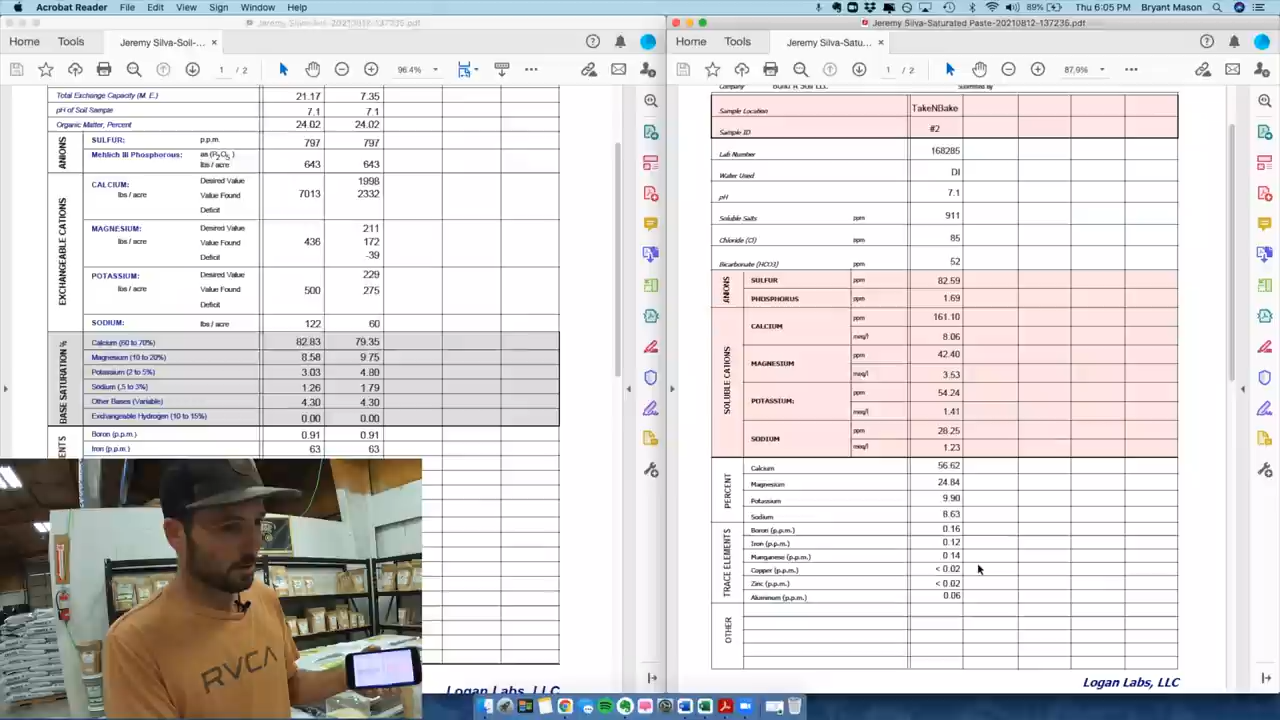 Acrobat Reader File Edit View Sign Window Help
89% Thu 6:05 PM Bryant Mason
Jeremy Silva-Saturated Paste-20210812-137235.pdf
Home Tools Jeremy Silva-Soil-... ×
1 / 2 96.4%
Home Tools Jeremy Silva-Satu... ×
1 / 2 87.9%
Total Exchange Capacity (M. E.) 21.17 7.35
pH of Soil Sample 7.1 7.1
Organic Matter, Percent 24.02 24.02
ANIONS
SULFUR: p.p.m. 797 797
Mehlich III Phosphorous: as (P2O5) lbs / acre 643 643
EXCHANGEABLE CATIONS
CALCIUM: lbs / acre
Desired Value 1998
Value Found 7013 2332
Deficit
MAGNESIUM: lbs / acre
Desired Value 211
Value Found 436 172
Deficit -39
POTASSIUM: lbs / acre
Desired Value 229
Value Found 500 275
Deficit
SODIUM: lbs / acre 122 60
BASE SATURATION %
Calcium (60 to 70%) 82.83 79.35
Magnesium (10 to 20%) 8.58 9.75
Potassium (2 to 5%) 3.03 4.80
Sodium (.5 to 3%) 1.26 1.79
Other Bases (Variable) 4.30 4.30
Exchangeable Hydrogen (10 to 15%) 0.00 0.00
Boron (p.p.m.) 0.91 0.91
Iron (p.p.m.) 63 63
RVCA
Logan Labs, LLC
Sample Location TakeNBake
Sample ID #2
Lab Number 168285
Water Used DI
pH 7.1
Soluble Salts ppm 911
Chloride (Cl) ppm 85
Bicarbonate (HCO3) ppm 52
ANIONS
SULFUR ppm 82.59
PHOSPHORUS ppm 1.69
SOLUBLE CATIONS
CALCIUM ppm 161.10
meq/l 8.06
MAGNESIUM ppm 42.40
meq/l 3.53
POTASSIUM: ppm 54.24
meq/l 1.41
SODIUM ppm 28.25
meq/l 1.23
PERCENT
Calcium 56.62
Magnesium 24.84
Potassium 9.90
Sodium 8.63
TRACE ELEMENTS
Boron (p.p.m.) 0.16
Iron (p.p.m.) 0.12
Manganese (p.p.m.) 0.14
Copper (p.p.m.) < 0.02
Zinc (p.p.m.) < 0.02
Aluminum (p.p.m.) 0.06
OTHER
Logan Labs, LLC